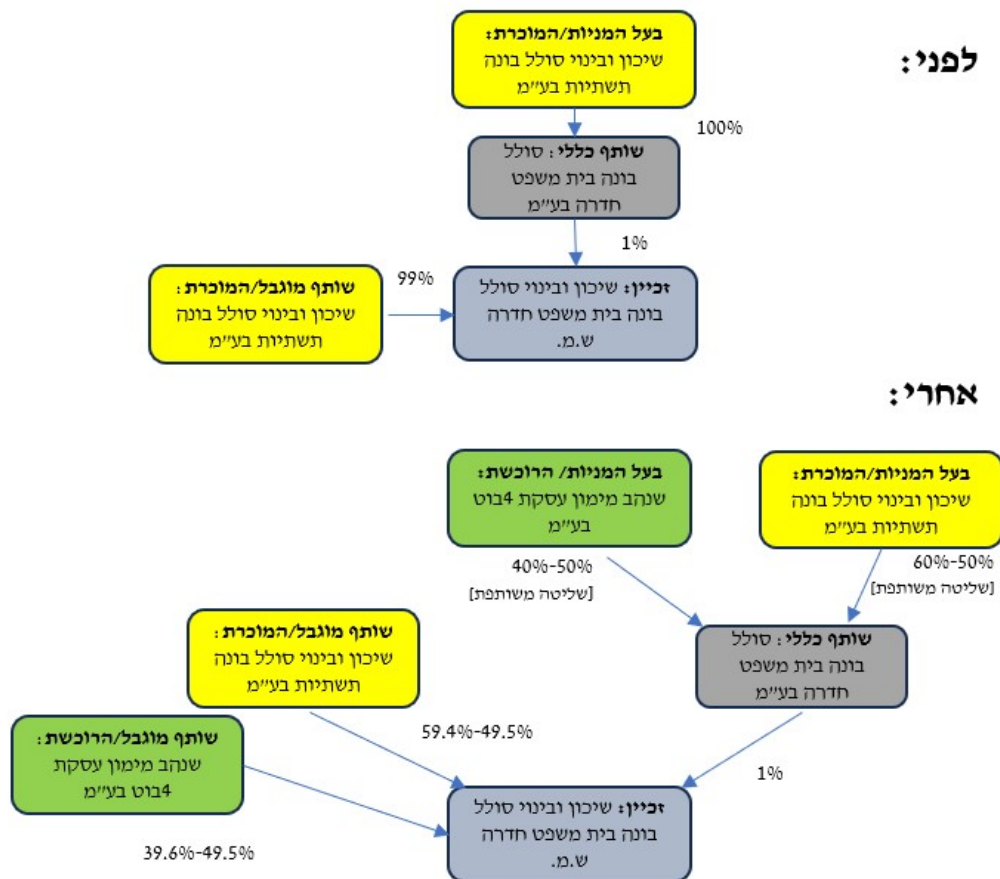 לפני:
בעל המניות/המוכרת:
שיכון ובינוי סולל בונה
תשתיות בע"מ
100%
שותף כללי: סולל
בונה בית משפט
חדרה בע"מ
1%
שותף מוגבל/המוכרת:
שיכון ובינוי סולל בונה
תשתיות בע"מ
99%
זכיין: שיכון ובינוי סולל
בונה בית משפט חדרה
ש.מ.
אחרי:
בעל המניות/המוכרת:
שיכון ובינוי סולל בונה
תשתיות בע"מ
בעל המניות/ הרוכשת:
שנהב מימון עסקת 4בוט
בע"מ
60%-50%
[שליטה משותפת]
40%-50%
[שליטה משותפת]
שותף כללי: סולל
בונה בית משפט
חדרה בע"מ
שותף מוגבל/המוכרת:
שיכון ובינוי סולל בונה
תשתיות בע"מ
59.4%-49.5%
שותף מוגבל/הרוכשת:
שנהב מימון עסקת
4בוט בע"מ
1%
זכיין: שיכון ובינוי סולל
בונה בית משפט חדרה
ש.מ.
39.6%-49.5%